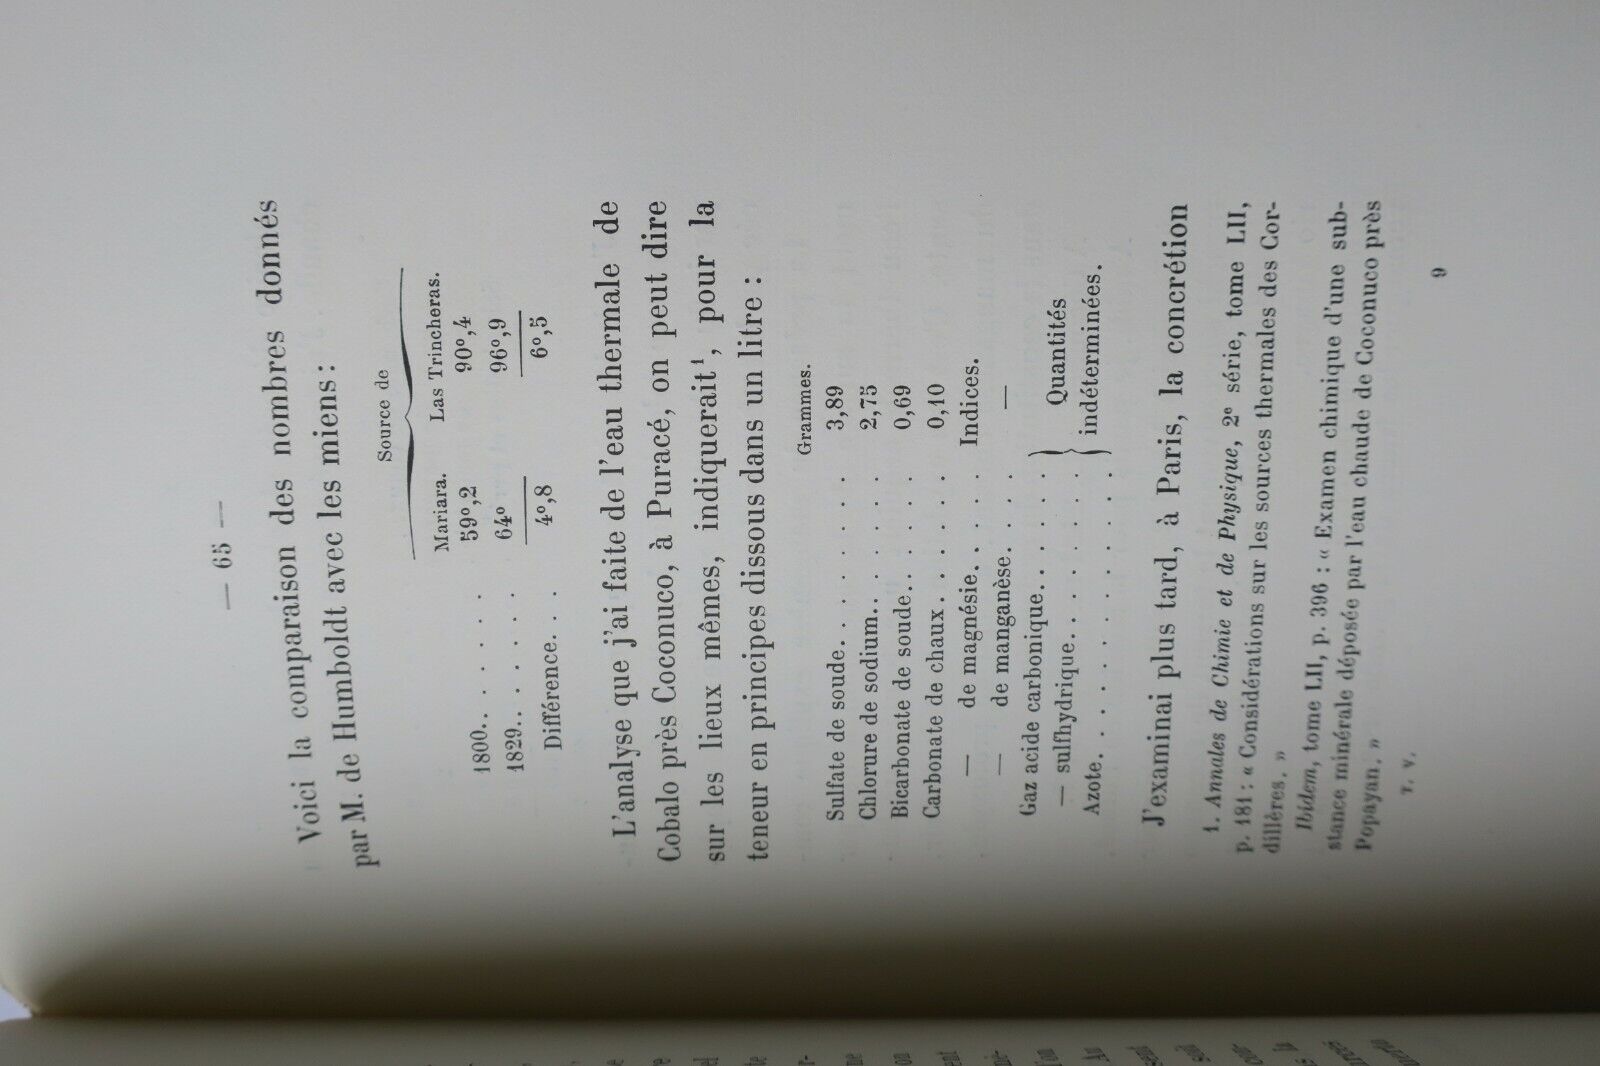 — 65 —
Voici la comparaison des nombres donnés
par M. de Humboldt avec les miens :
Source de
Mariara. Las Trincheras.
1800. . . . . . . 59º,2 90º,4
1829. . . . . . . 64º 96º,9
Différence. . . 4º,8 6º,5
L'analyse que j'ai faite de l'eau thermale de
Cobalo près Coconuco, à Puracé, on peut dire
sur les lieux mêmes, indiquerait¹, pour la
teneur en principes dissous dans un litre :
Grammes.
Sulfate de soude. . . . . . . 3,89
Chlorure de sodium. . . . . . 2,75
Bicarbonate de soude. . . . . 0,69
Carbonate de chaux . . . . . . 0,10
— de magnésie. . . . . Indices.
— de manganèse. . . . —
Gaz acide carbonique. . . . . . } Quantités
— sulfhydrique. . . . . . . }
Azote. . . . . . . . . . . } indéterminées.
J'examinai plus tard, à Paris, la concrétion
1. Annales de Chimie et de Physique, 2e série, tome LII,
p. 181 : « Considérations sur les sources thermales des Cor-
dillères. »
Ibidem, tome LII, p. 396 : « Examen chimique d'une sub-
stance minérale déposée par l'eau chaude de Coconuco près
Popayan. »
T. V. 9